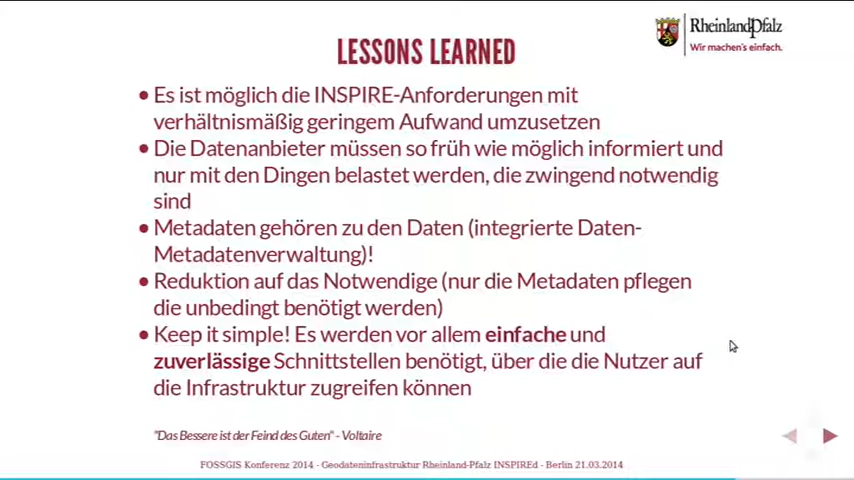 RheinlandPfalz
Wir machen's einfach.
LESSONS LEARNED
• Es ist möglich die INSPIRE-Anforderungen mit
verhältnismäßig geringem Aufwand umzusetzen
• Die Datenanbieter müssen so früh wie möglich informiert und
nur mit den Dingen belastet werden, die zwingend notwendig
sind
• Metadaten gehören zu den Daten (integrierte Daten-
Metadatenverwaltung)!
• Reduktion auf das Notwendige (nur die Metadaten pflegen
die unbedingt benötigt werden)
• Keep it simple! Es werden vor allem einfache und
zuverlässige Schnittstellen benötigt, über die die Nutzer auf
die Infrastruktur zugreifen können
"Das Bessere ist der Feind des Guten" - Voltaire
FOSSGIS Konferenz 2014 - Geodateninfrastruktur Rheinland-Pfalz INSPIREd - Berlin 21.03.2014